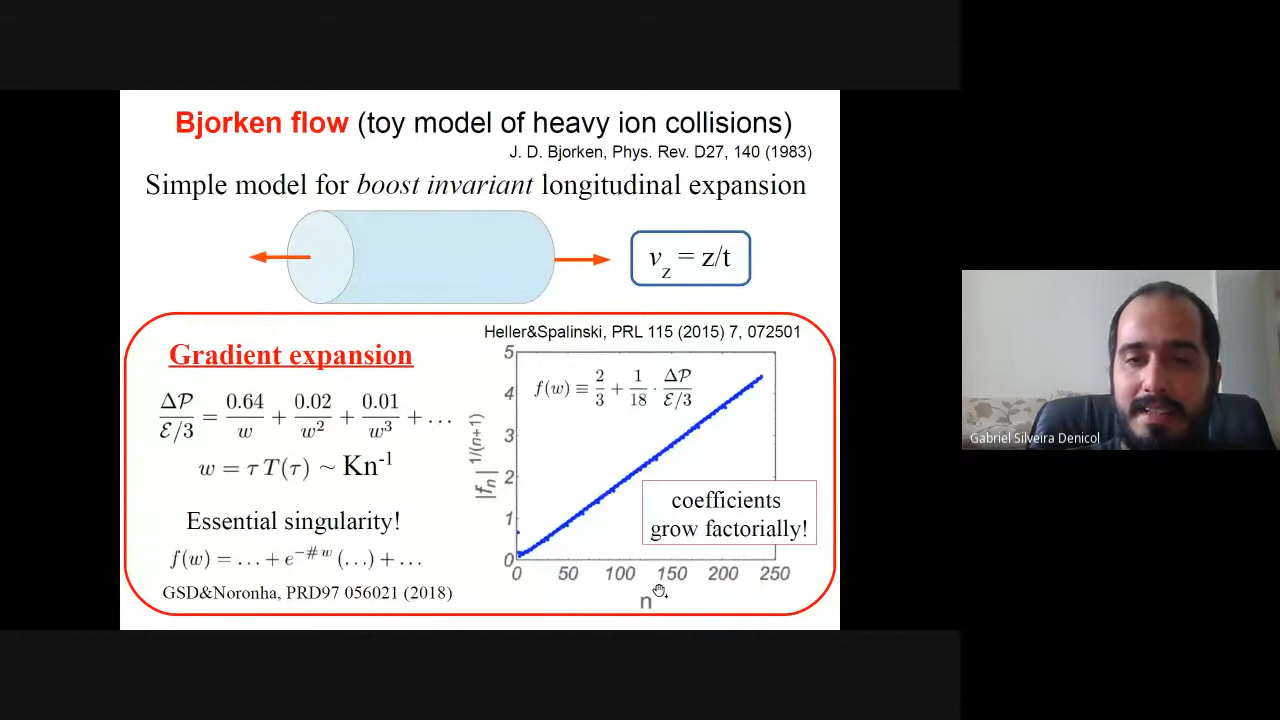 Bjorken flow (toy model of heavy ion collisions)
J. D. Bjorken, Phys. Rev. D27, 140 (1983)
Simple model for boost invariant longitudinal expansion
v_z = z/t
Heller&Spalinski, PRL 115 (2015) 7, 072501
Gradient expansion
ΔP/(ℰ/3) = 0.64/w + 0.02/w² + 0.01/w³ + …
w = τ T(τ) ~ Kn⁻¹
Essential singularity!
f(w) = … + e^{−# w} (…) + …
GSD&Noronha, PRD97 056021 (2018)
5
4
3
2
1
0
|f_n|^{1/(n+1)}
f(w) ≡ 2/3 + 1/18 · ΔP/(ℰ/3)
coefficients
grow factorially!
0 50 100 150 200 250
n
Gabriel Silveira Denicol